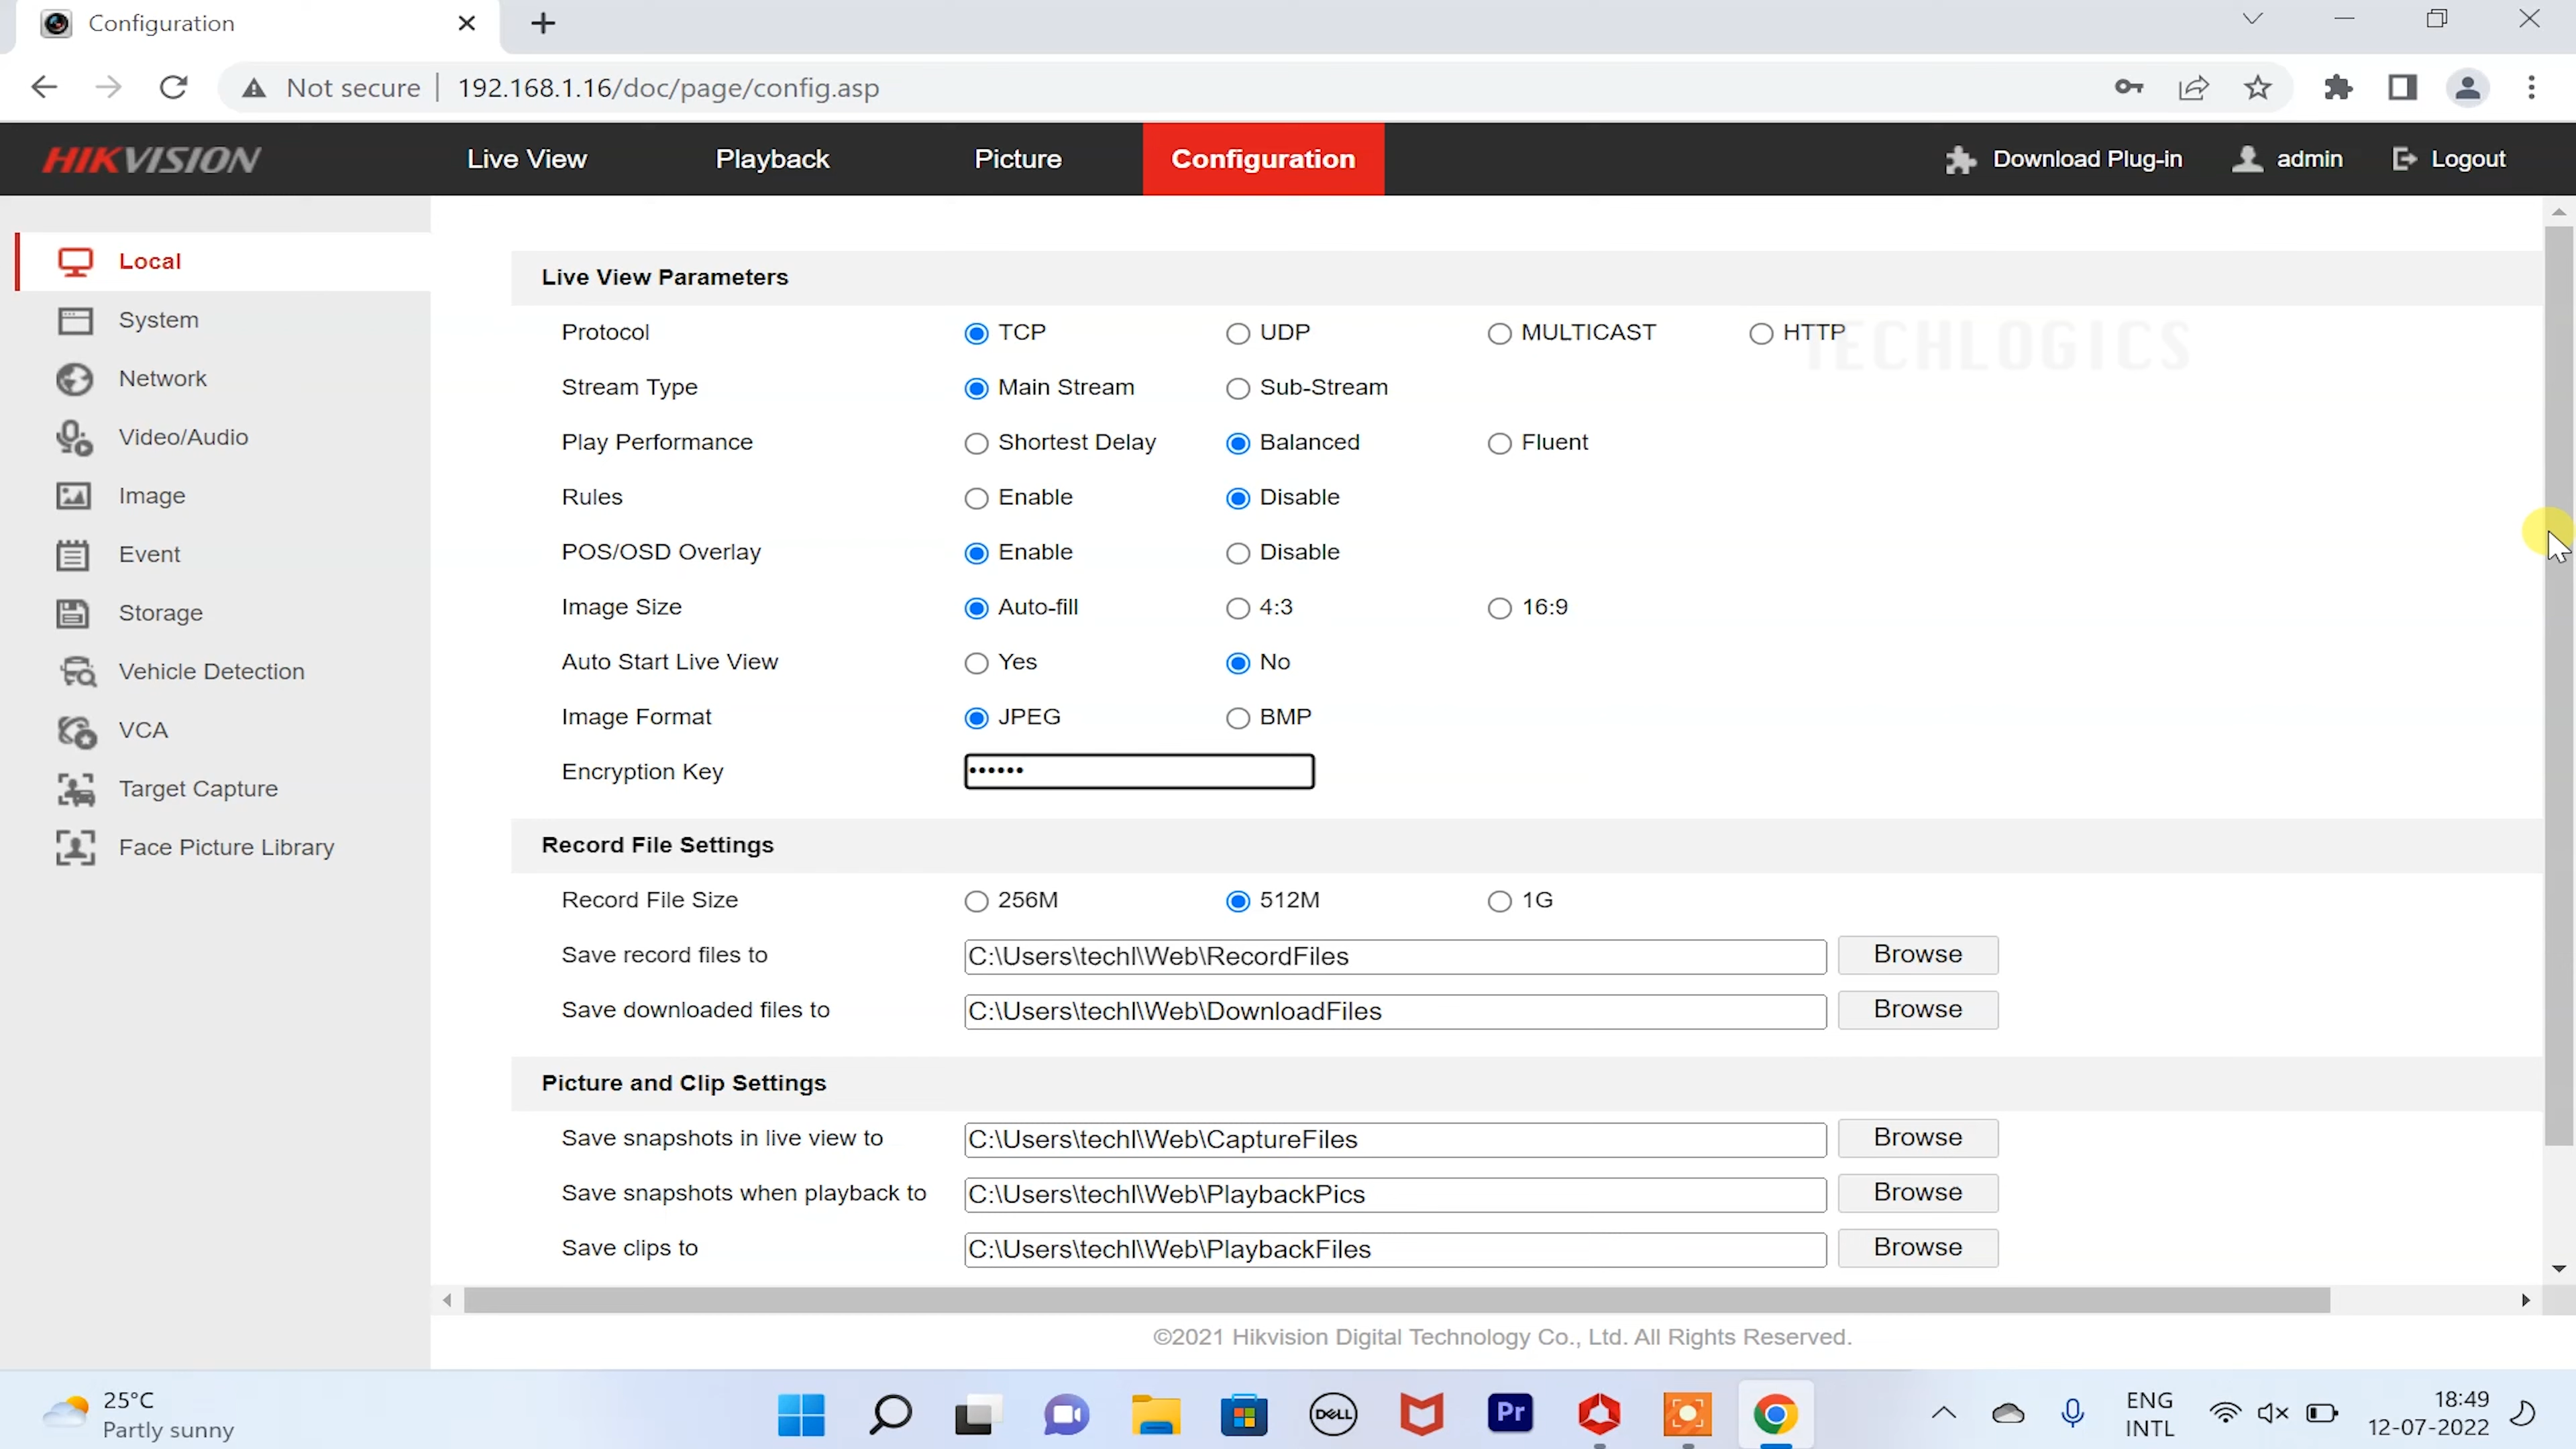 Configuration
Not secure
192.168.1.16/doc/page/config.asp
HIKVISION
Live View
Playback
Picture
Configuration
Download Plug-in
admin
Logout
Local
System
Network
Video/Audio
Image
Event
Storage
Vehicle Detection
VCA
Target Capture
Face Picture Library
Live View Parameters
Protocol TCP UDP MULTICAST HTTP
TECHLOGICS
Stream Type Main Stream Sub-Stream
Play Performance Shortest Delay Balanced Fluent
Rules Enable Disable
POS/OSD Overlay Enable Disable
Image Size Auto-fill 4:3 16:9
Auto Start Live View Yes No
Image Format JPEG BMP
Encryption Key ••••••
Record File Settings
Record File Size 256M 512M 1G
Save record files to C:\Users\techl\Web\RecordFiles Browse
Save downloaded files to C:\Users\techl\Web\DownloadFiles Browse
Picture and Clip Settings
Save snapshots in live view to C:\Users\techl\Web\CaptureFiles Browse
Save snapshots when playback to C:\Users\techl\Web\PlaybackPics Browse
Save clips to C:\Users\techl\Web\PlaybackFiles Browse
©2021 Hikvision Digital Technology Co., Ltd. All Rights Reserved.
25°C
Partly sunny
DELL
Pr
ENG
INTL
18:49
12-07-2022